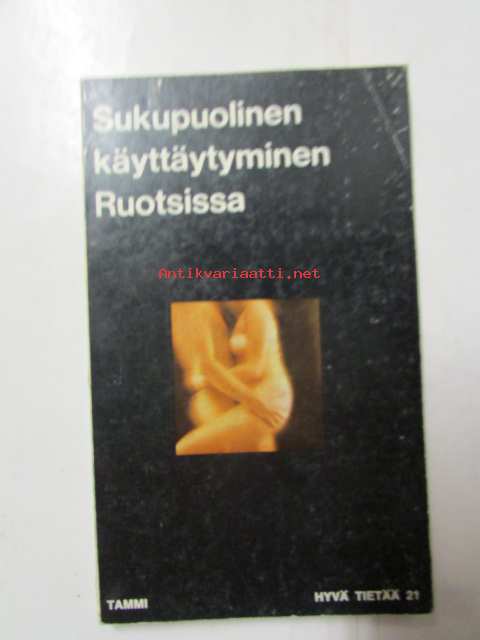 Sukupuolinen
käyttäytyminen
Ruotsissa
Antikvariaatti.net
TAMMI
HYVÄ TIETÄÄ 21